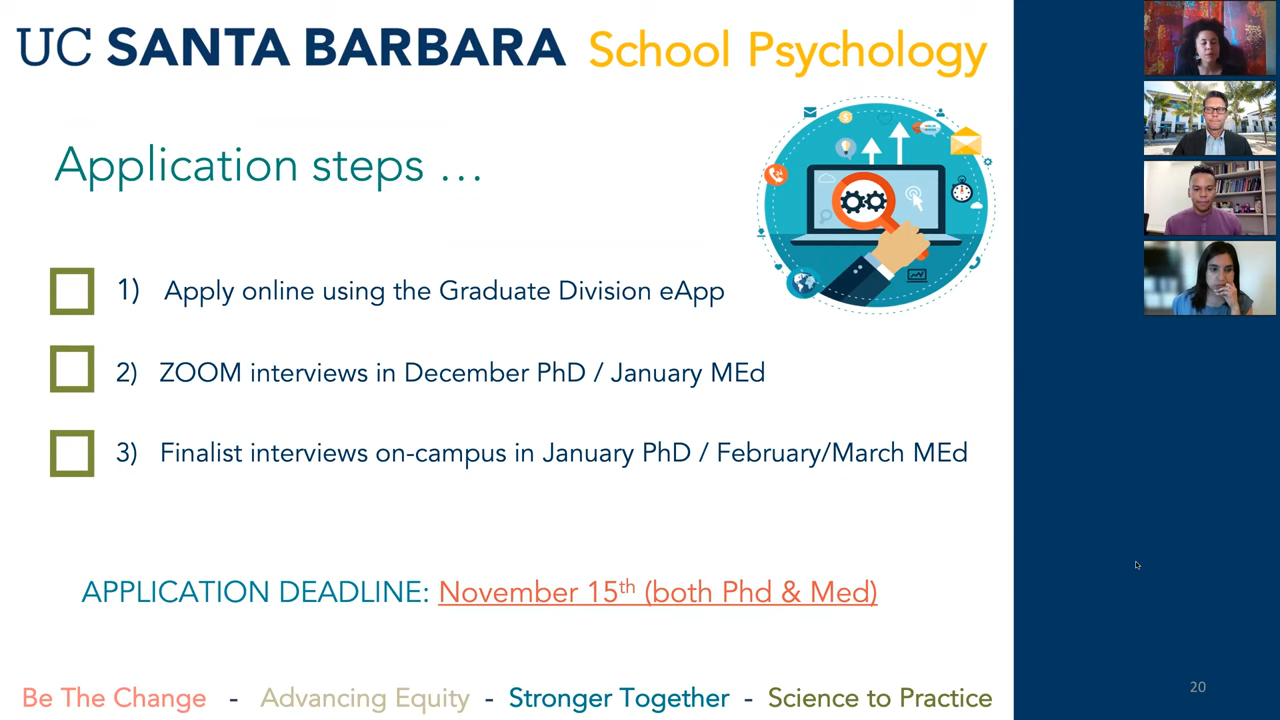 UC SANTA BARBARA School Psychology
Application steps ...
1) Apply online using the Graduate Division eApp
2) ZOOM interviews in December PhD / January MEd
3) Finalist interviews on-campus in January PhD / February/March MEd
APPLICATION DEADLINE: November 15th (both Phd & Med)
Be The Change - Advancing Equity - Stronger Together - Science to Practice
20